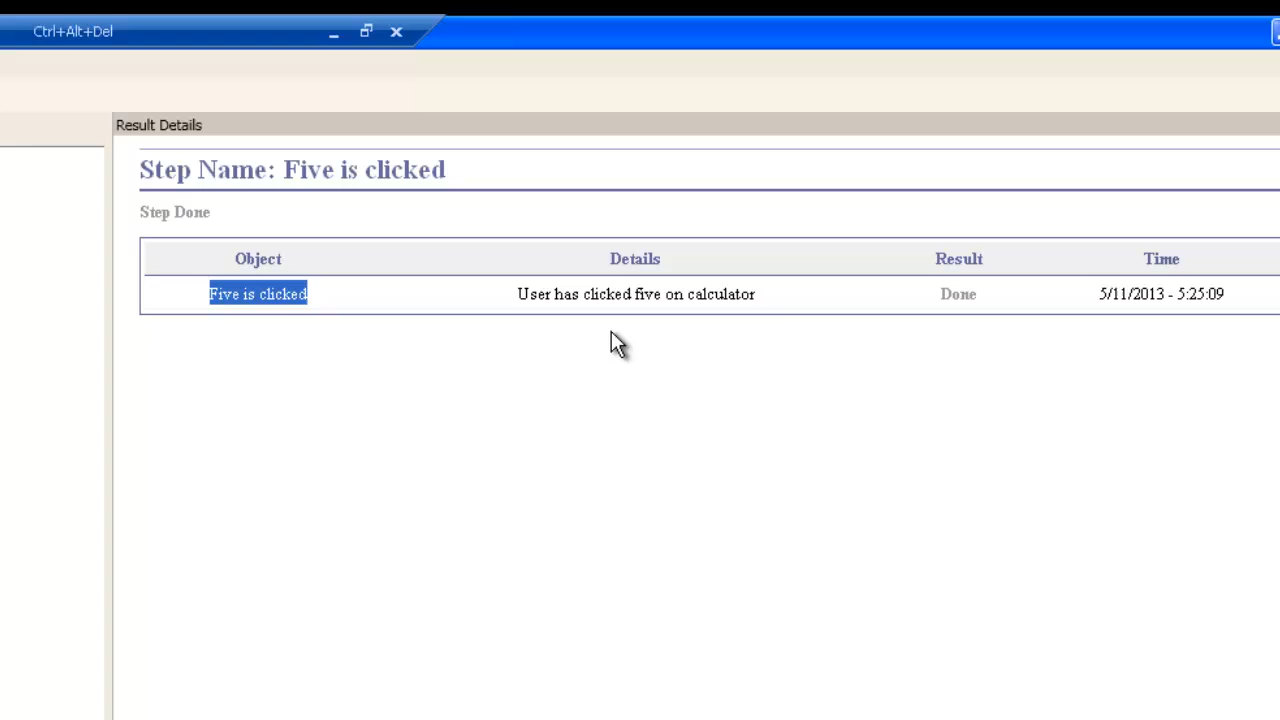 Ctrl+Alt+Del
Result Details
Step Name: Five is clicked
Step Done
Object Details Result Time
Five is clicked User has clicked five on calculator Done 5/11/2013 - 5:25:09